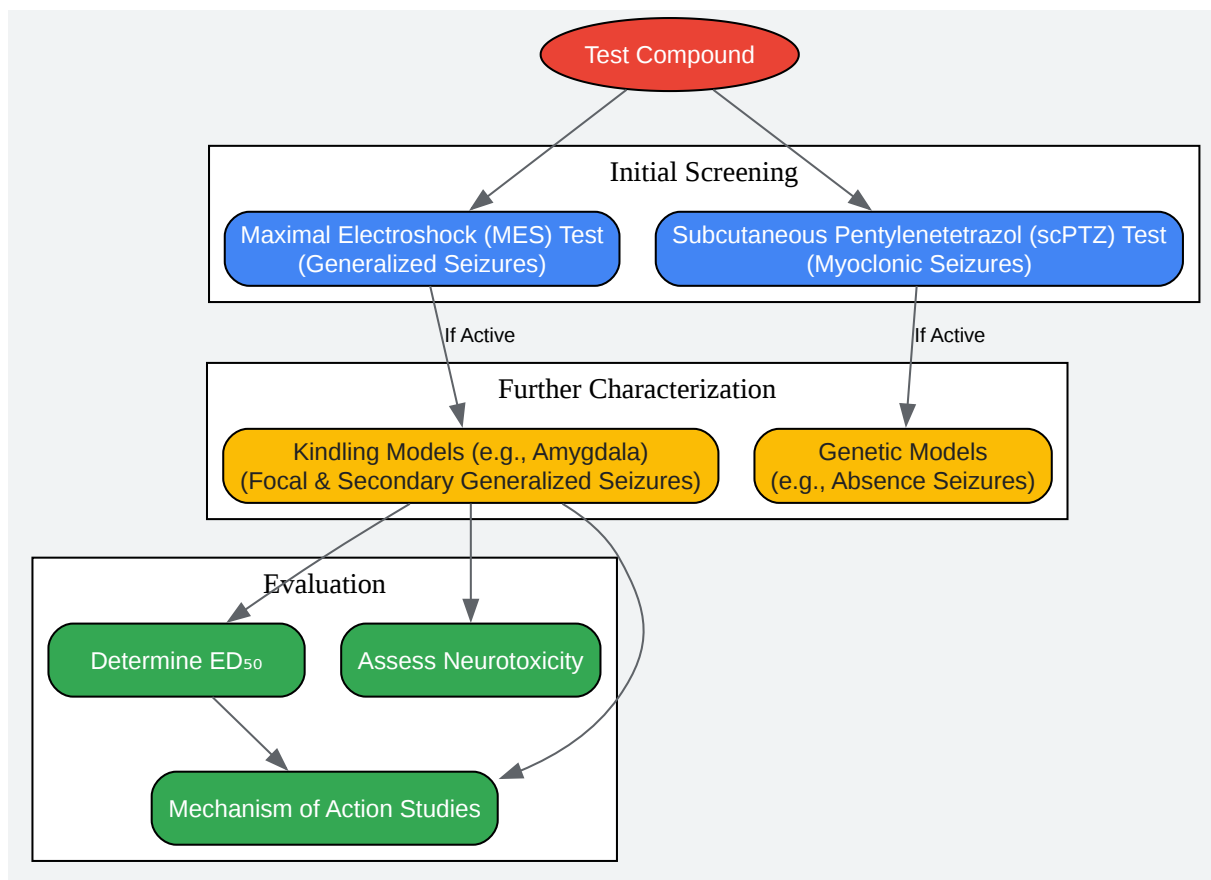 Test Compound
Initial Screening
Maximal Electroshock (MES) Test
(Generalized Seizures)
Subcutaneous Pentylenetetrazol (scPTZ) Test
(Myoclonic Seizures)
If Active
If Active
Further Characterization
Kindling Models (e.g., Amygdala)
(Focal & Secondary Generalized Seizures)
Genetic Models
(e.g., Absence Seizures)
Evaluation
Determine ED₅₀
Assess Neurotoxicity
Mechanism of Action Studies